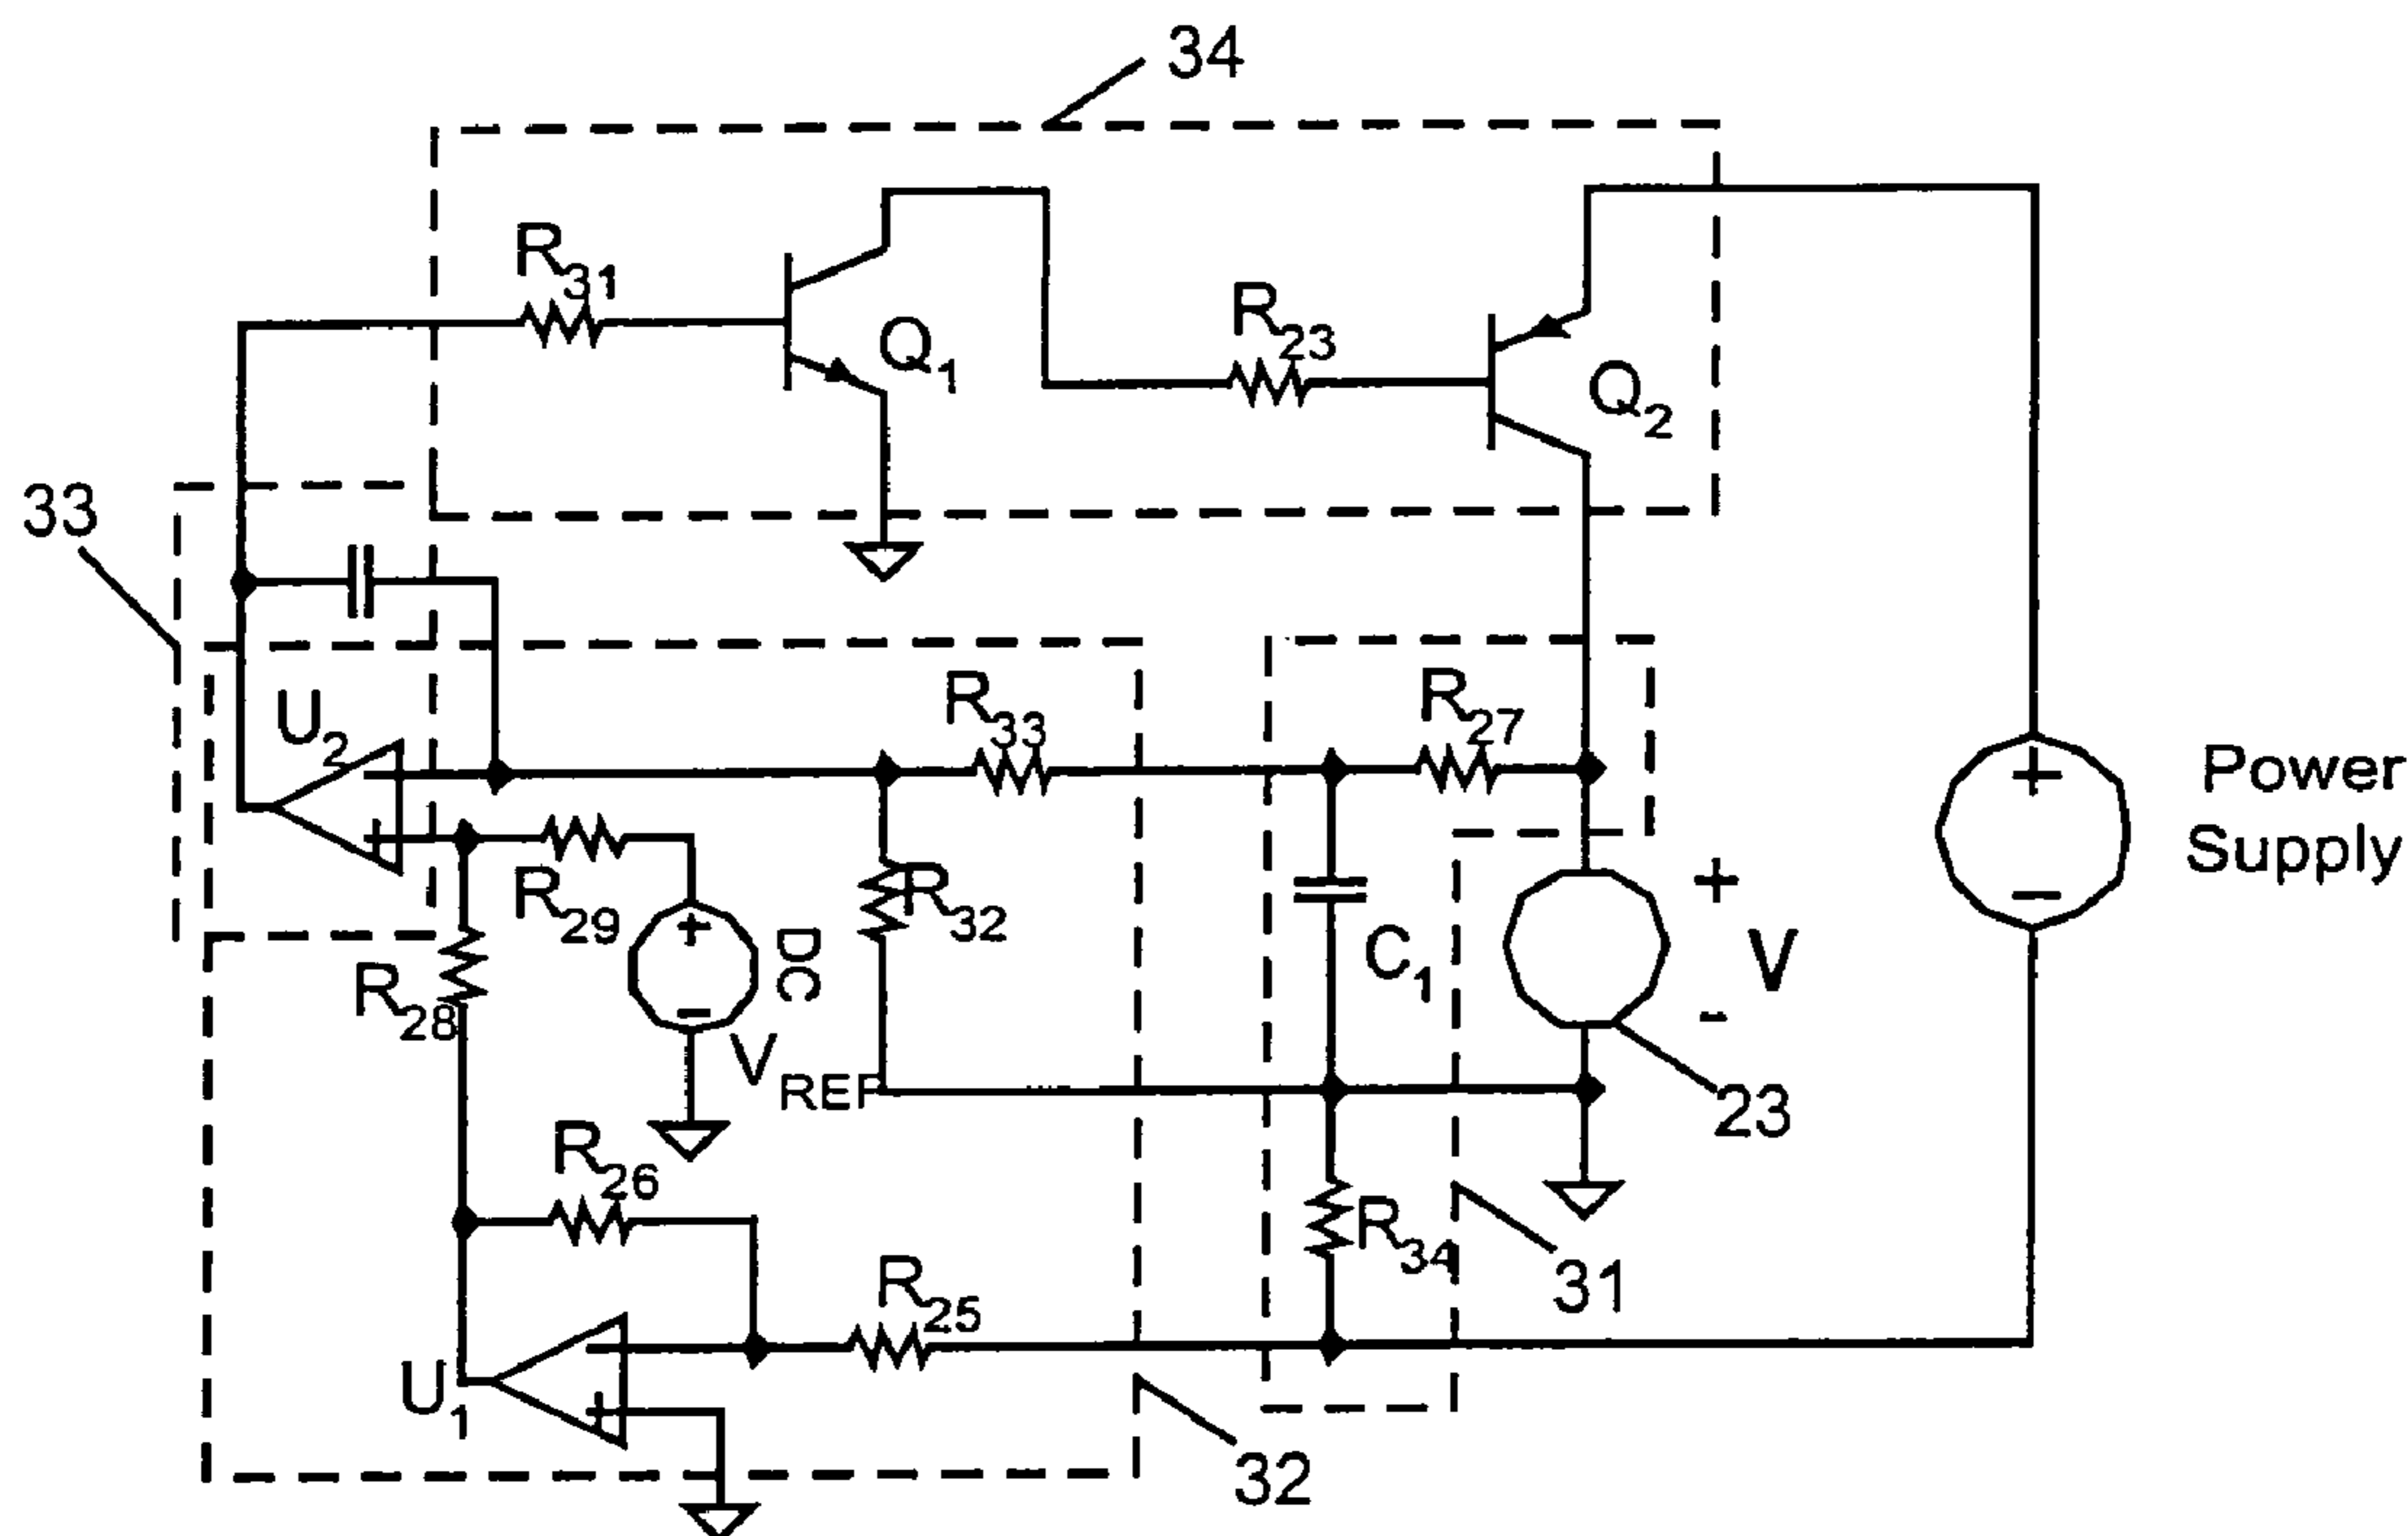 34
R31
Q1
R23
Q2
33
U2
R33
R27
+
Power
Supply
−
R29
R32
+
DC
−
C1
+
V
-
R28
VREF
23
R26
R34
31
R25
U1
32